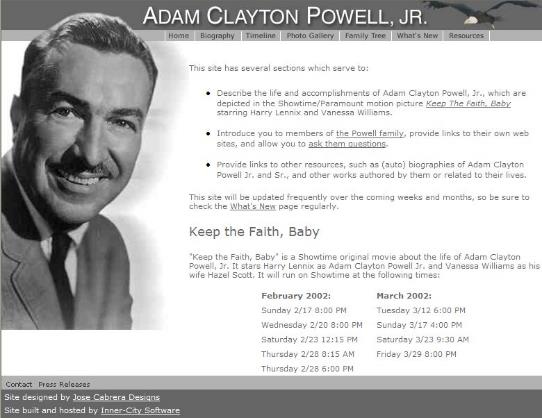 ADAM CLAYTON POWELL, JR.
Home Biography Timeline Photo Gallery Family Tree What's New Resources
This site has several sections which serve to:
• Describe the life and accomplishments of Adam Clayton Powell, Jr., which are
depicted in the Showtime/Paramount motion picture Keep The Faith, Baby
starring Harry Lennix and Vanessa Williams.
• Introduce you to members of the Powell family, provide links to their own web
sites, and allow you to ask them questions.
• Provide links to other resources, such as (auto) biographies of Adam Clayton
Powell Jr. and Sr., and other works authored by them or related to their lives.
This site will be updated frequently over the coming weeks and months, so be sure to
check the What's New page regularly.
Keep the Faith, Baby
"Keep the Faith, Baby" is a Showtime original movie about the life of Adam Clayton
Powell, Jr. It stars Harry Lennix as Adam Clayton Powell Jr. and Vanessa Williams as his
wife Hazel Scott. It will run on Showtime at the following times:
February 2002:
Sunday 2/17 8:00 PM
Wednesday 2/20 8:00 PM
Saturday 2/23 12:15 PM
Thursday 2/28 8:15 AM
Thursday 2/28 6:00 PM
March 2002:
Tuesday 3/12 6:00 PM
Sunday 3/17 4:00 PM
Saturday 3/23 9:30 AM
Friday 3/29 8:00 PM
Contact Press Releases
Site designed by Jose Cabrera Designs
Site built and hosted by Inner-City Software